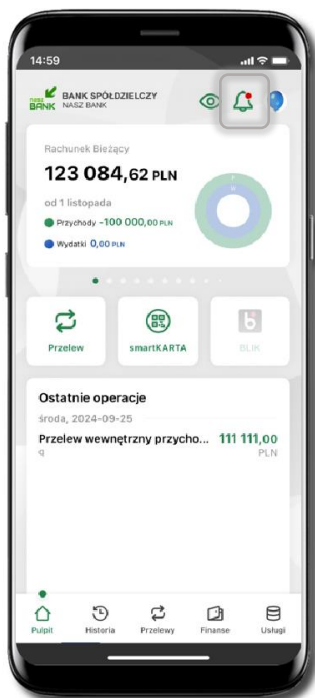 14:59
nasz
BANK
BANK SPÓŁDZIELCZY
NASZ BANK
Rachunek Bieżący
123 084,62 PLN
od 1 listopada
Przychody -100 000,00 PLN
Wydatki 0,00 PLN
Przelew
smartKARTA
BLIK
Ostatnie operacje
środa, 2024-09-25
Przelew wewnętrzny przycho... 111 111,00
q PLN
Pulpit Historia Przelewy Finanse Usługi